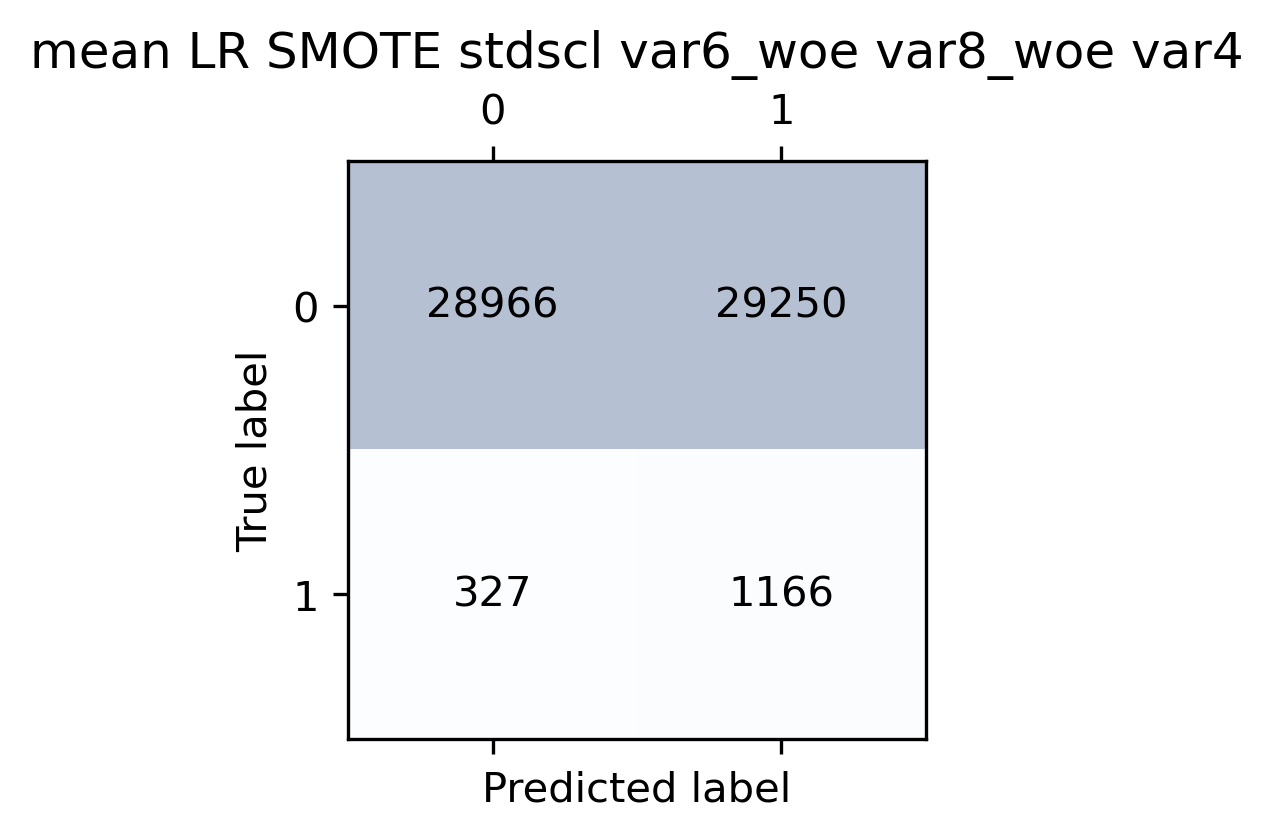 mean LR SMOTE stdscl var6_woe var8_woe var4
0 1
0 28966 29250
True label
1 327 1166
Predicted label